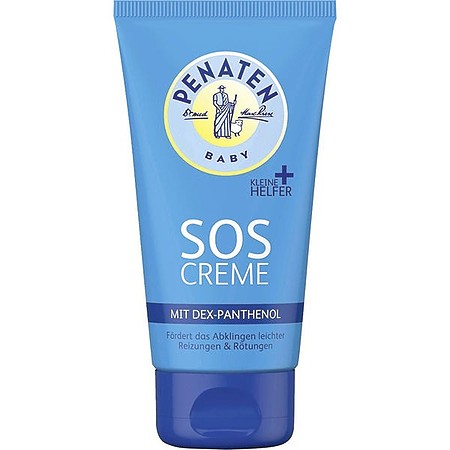 PENATEN
BABY
KLEINE
HELFER
SOS
CREME
MIT DEX-PANTHENOL
Fördert das Abklingen leichter
Reizungen & Rötungen